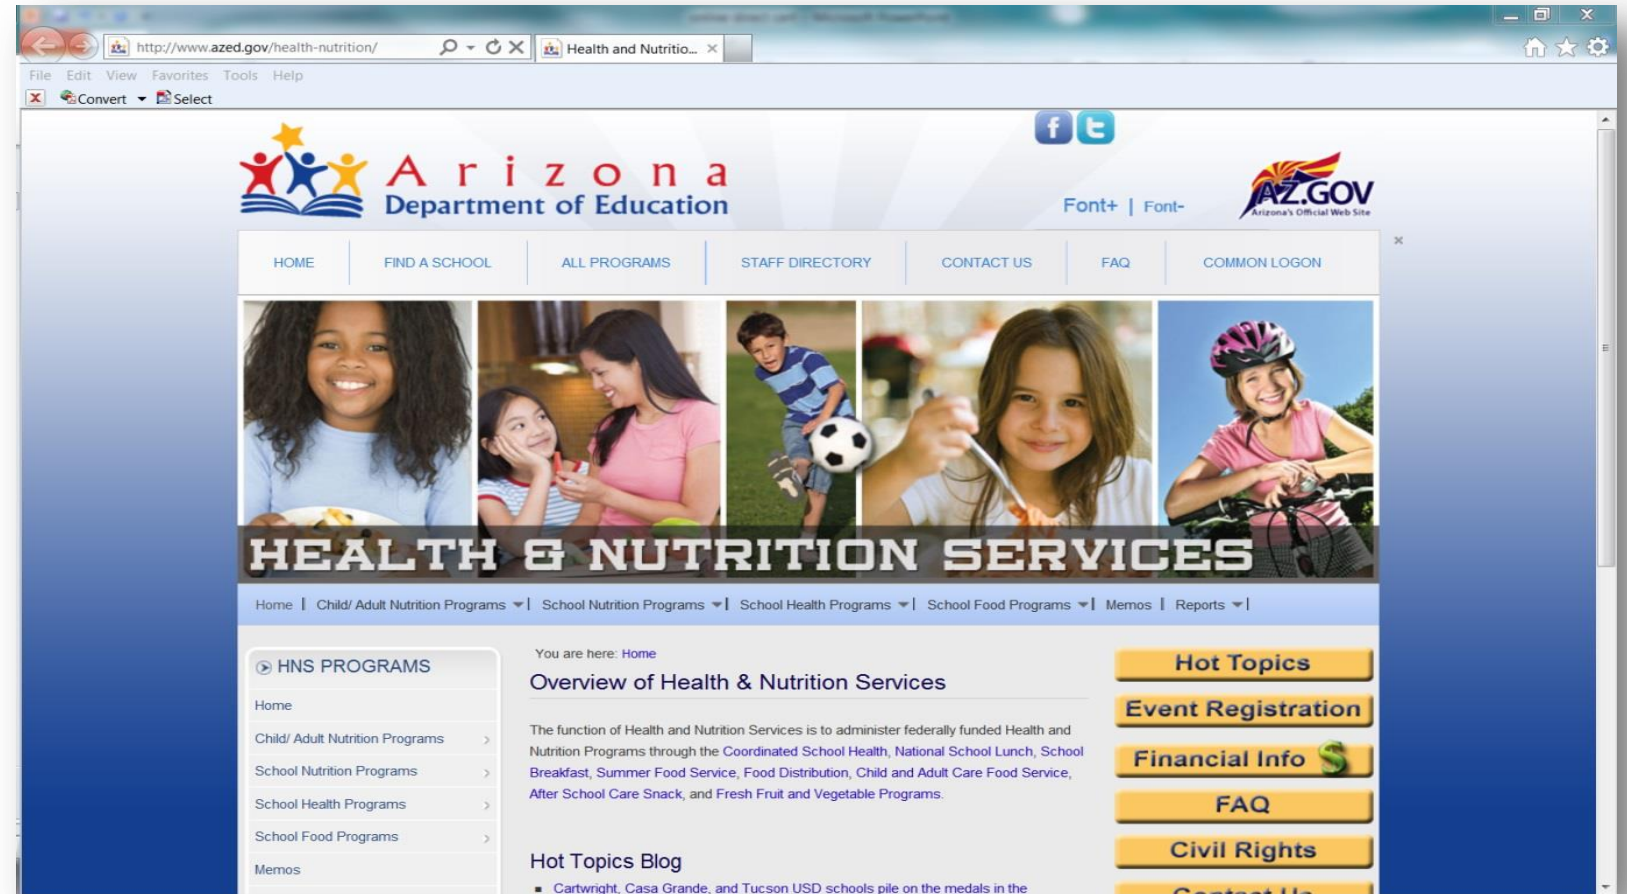 http://www.azed.gov/health-nutrition/
Health and Nutritio...
File Edit View Favorites Tools Help
Convert Select
Arizona
Department of Education
Font+ | Font-
AZ.GOV
Arizona's Official Web Site
HOME FIND A SCHOOL ALL PROGRAMS STAFF DIRECTORY CONTACT US FAQ COMMON LOGON
HEALTH & NUTRITION SERVICES
Home | Child/ Adult Nutrition Programs | School Nutrition Programs | School Health Programs | School Food Programs | Memos | Reports |
HNS PROGRAMS
Home
Child/ Adult Nutrition Programs
School Nutrition Programs
School Health Programs
School Food Programs
Memos
You are here: Home
Overview of Health & Nutrition Services
The function of Health and Nutrition Services is to administer federally funded Health and
Nutrition Programs through the Coordinated School Health, National School Lunch, School
Breakfast, Summer Food Service, Food Distribution, Child and Adult Care Food Service,
After School Care Snack, and Fresh Fruit and Vegetable Programs.
Hot Topics Blog
Cartwright, Casa Grande, and Tucson USD schools pile on the medals in the
Hot Topics
Event Registration
Financial Info $
FAQ
Civil Rights
Contact Us